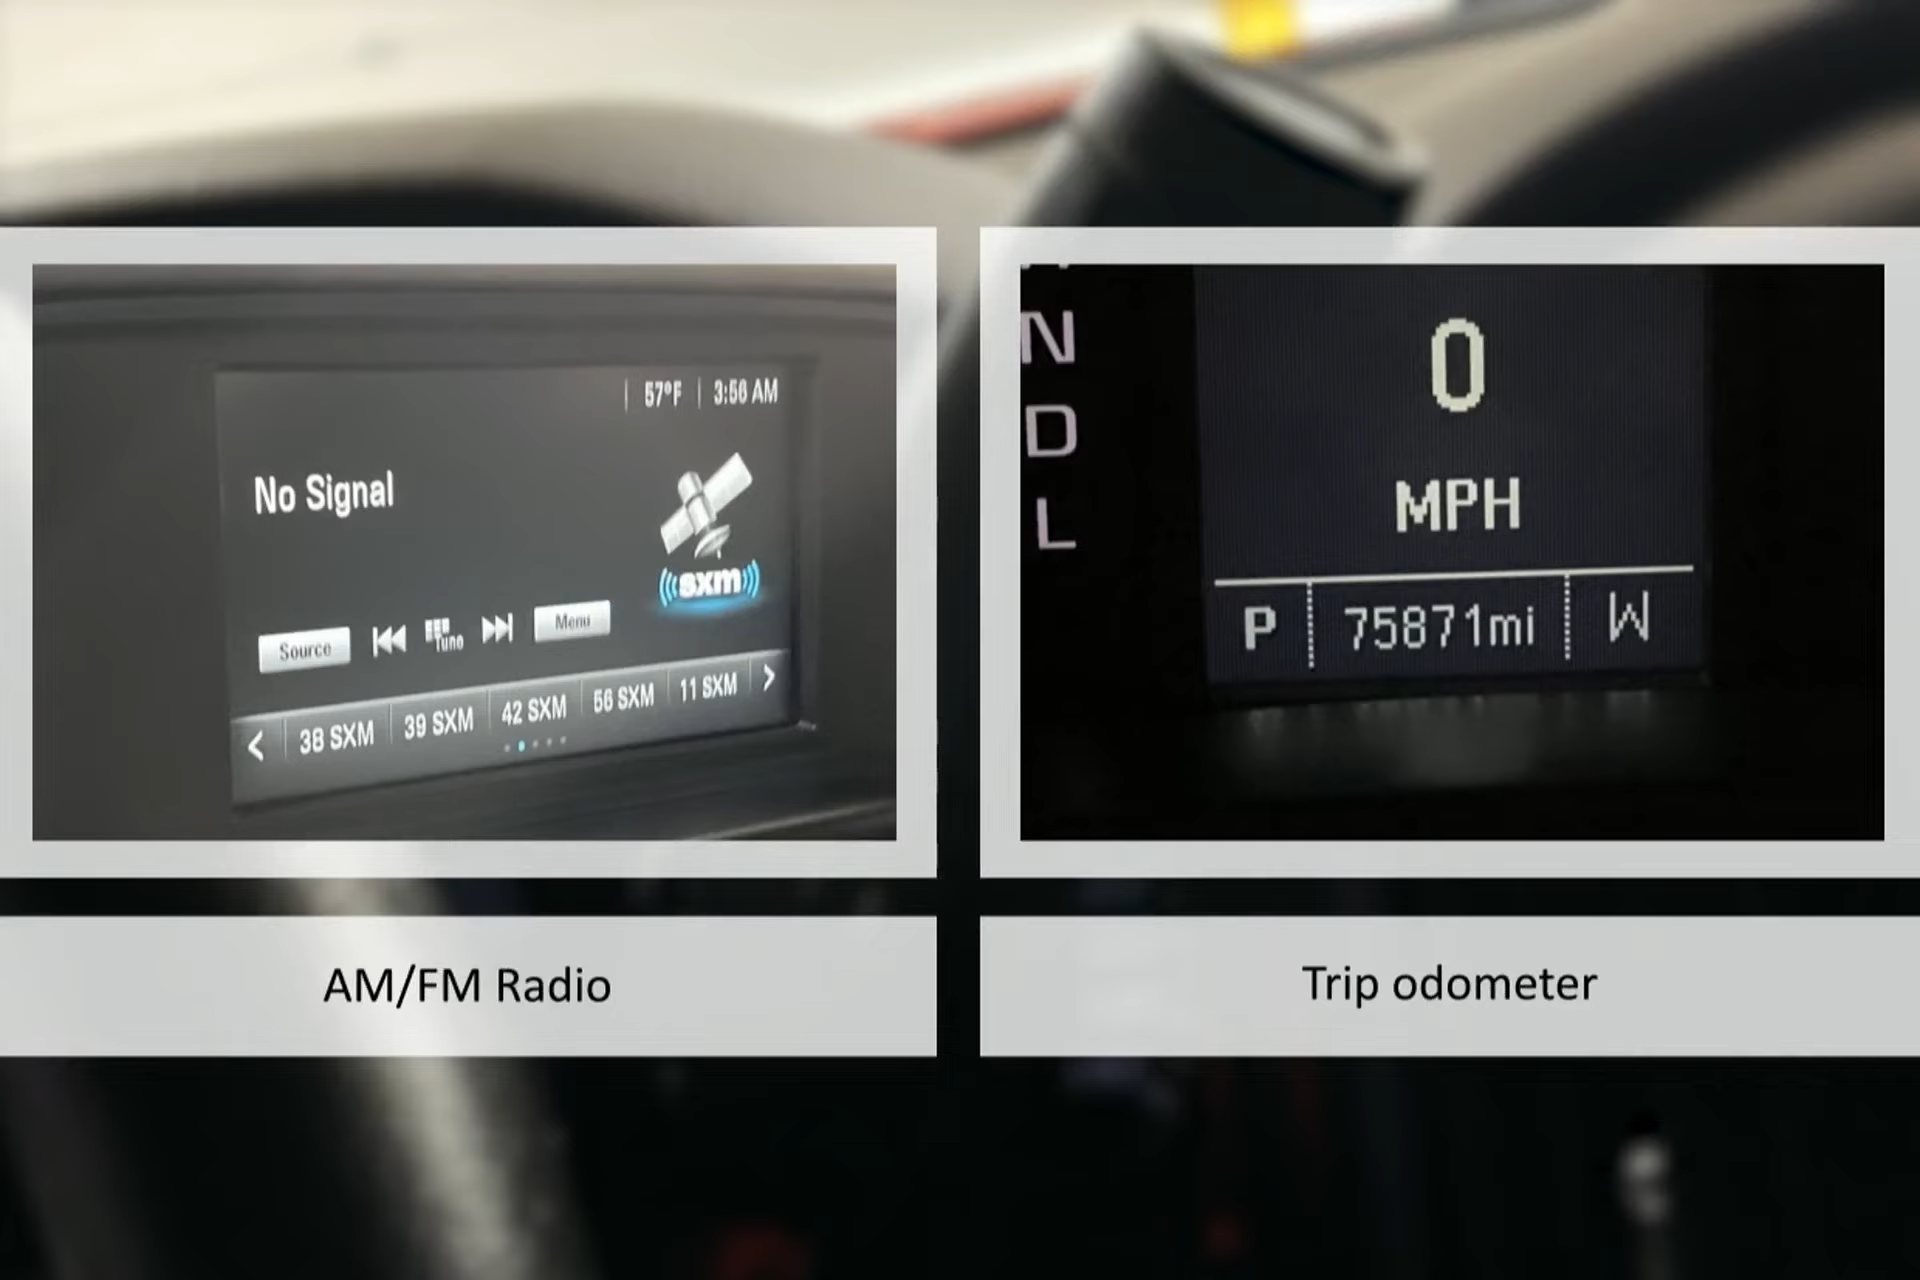 57°F 3:56 AM
No Signal
sxm
Source Tune Menu
38 SXM 39 SXM 42 SXM 56 SXM 11 SXM
N
D
L
0
MPH
P 75871mi W
AM/FM Radio
Trip odometer